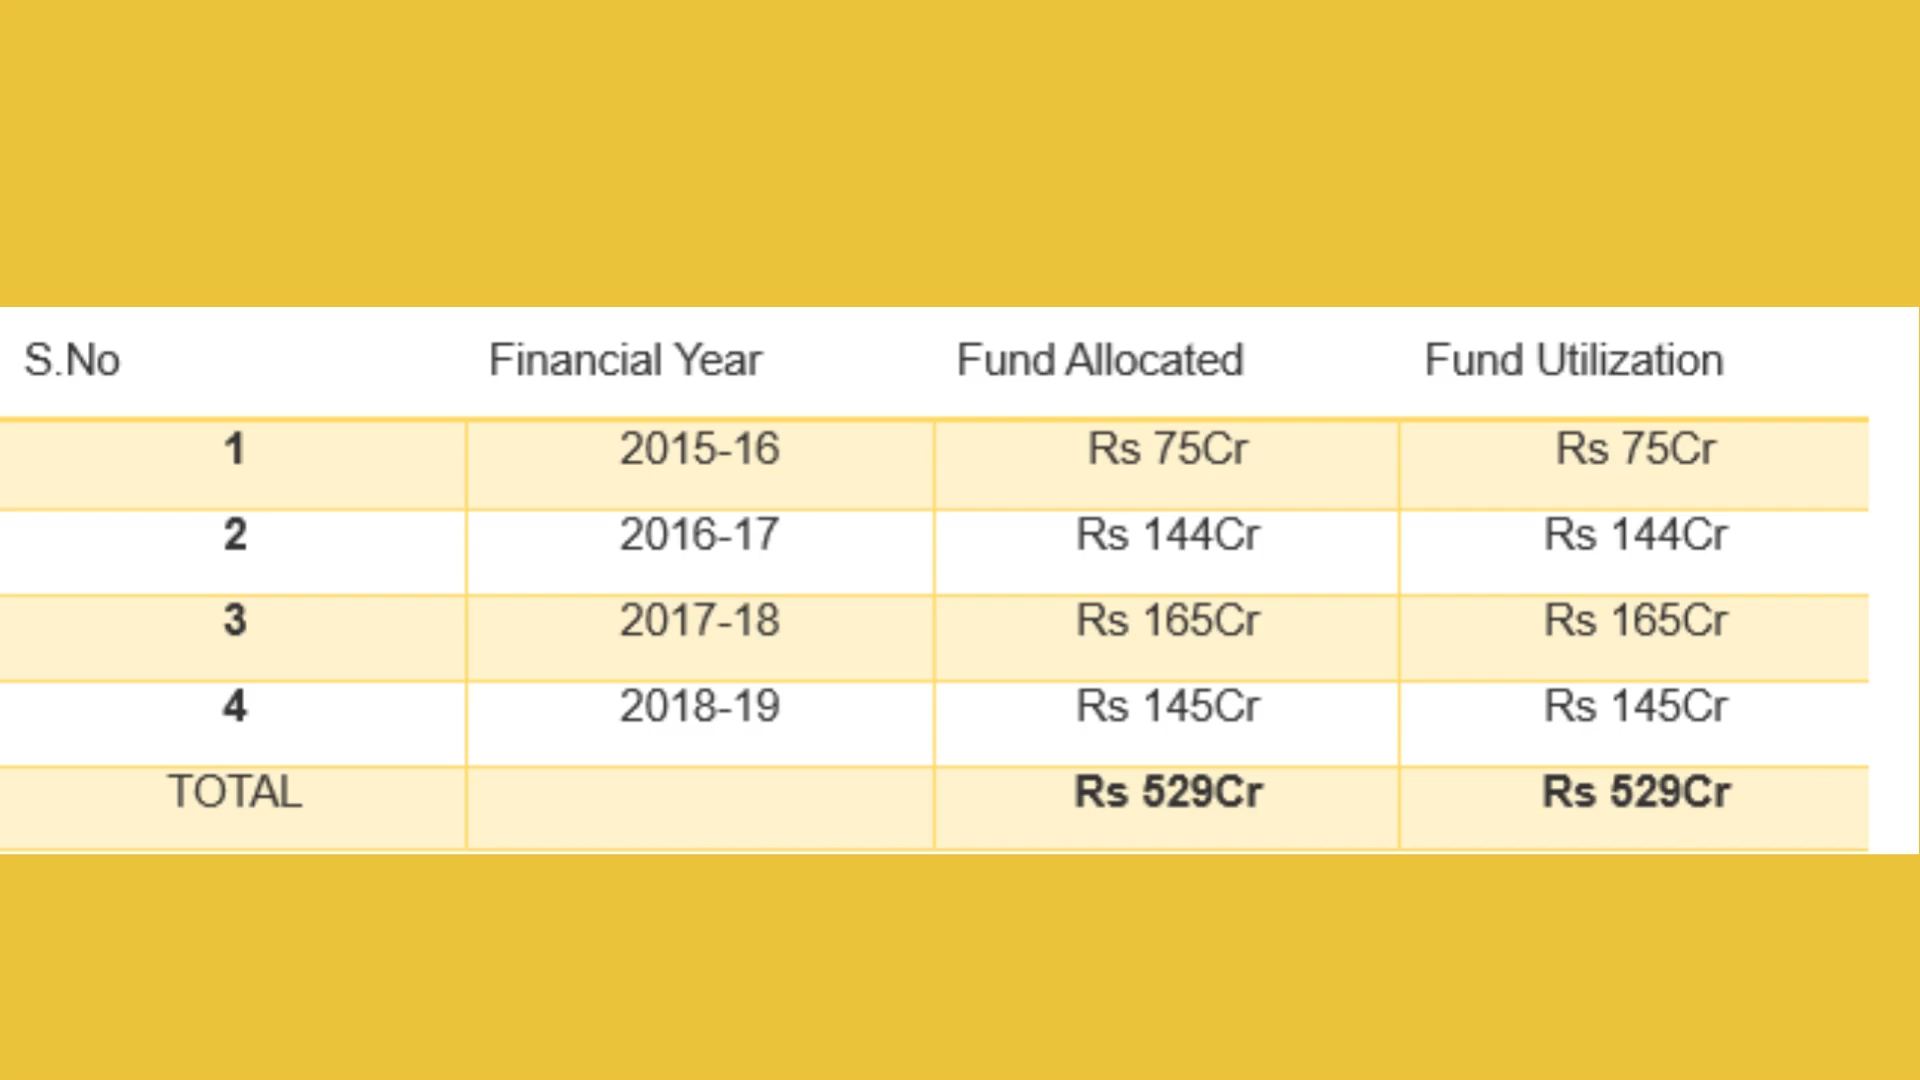 S.No Financial Year Fund Allocated Fund Utilization
1 2015-16 Rs 75Cr Rs 75Cr
2 2016-17 Rs 144Cr Rs 144Cr
3 2017-18 Rs 165Cr Rs 165Cr
4 2018-19 Rs 145Cr Rs 145Cr
TOTAL Rs 529Cr Rs 529Cr